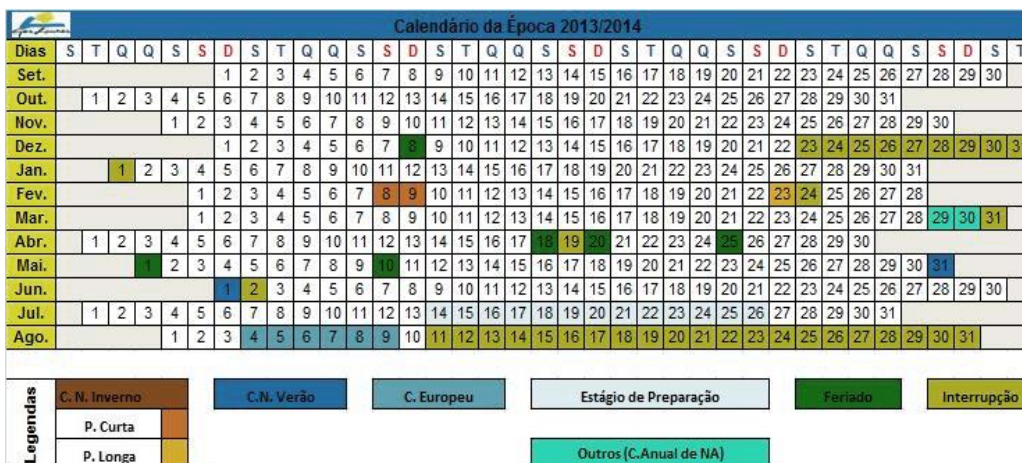 Calendário da Época 2013/2014
Dias S T Q Q S S D S T Q Q S S D S T Q Q S S D S T Q Q S S D S T Q Q S S D S T
Set. 1 2 3 4 5 6 7 8 9 10 11 12 13 14 15 16 17 18 19 20 21 22 23 24 25 26 27 28 29 30
Out. 1 2 3 4 5 6 7 8 9 10 11 12 13 14 15 16 17 18 19 20 21 22 23 24 25 26 27 28 29 30 31
Nov. 1 2 3 4 5 6 7 8 9 10 11 12 13 14 15 16 17 18 19 20 21 22 23 24 25 26 27 28 29 30
Dez. 1 2 3 4 5 6 7 8 9 10 11 12 13 14 15 16 17 18 19 20 21 22 23 24 25 26 27 28 29 30
Jan. 1 2 3 4 5 6 7 8 9 10 11 12 13 14 15 16 17 18 19 20 21 22 23 24 25 26 27 28 29 30 31
Fev. 1 2 3 4 5 6 7 8 9 10 11 12 13 14 15 16 17 18 19 20 21 22 23 24 25 26 27 28
Mar. 1 2 3 4 5 6 7 8 9 10 11 12 13 14 15 16 17 18 19 20 21 22 23 24 25 26 27 28 29 30 31
Abr. 1 2 3 4 5 6 7 8 9 10 11 12 13 14 15 16 17 18 19 20 21 22 23 24 25 26 27 28 29 30
Mai. 1 2 3 4 5 6 7 8 9 10 11 12 13 14 15 16 17 18 19 20 21 22 23 24 25 26 27 28 29 30 31
Jun. 1 2 3 4 5 6 7 8 9 10 11 12 13 14 15 16 17 18 19 20 21 22 23 24 25 26 27 28 29 30
Jul. 1 2 3 4 5 6 7 8 9 10 11 12 13 14 15 16 17 18 19 20 21 22 23 24 25 26 27 28 29 30 31
Ago. 1 2 3 4 5 6 7 8 9 10 11 12 13 14 15 16 17 18 19 20 21 22 23 24 25 26 27 28 29 30 31
Legendas
C. N. Inverno C.N. Verão C. Europeu Estágio de Preparação Feriado Interrupção
P. Curta
P. Longa Outros (C.Anual de NA)